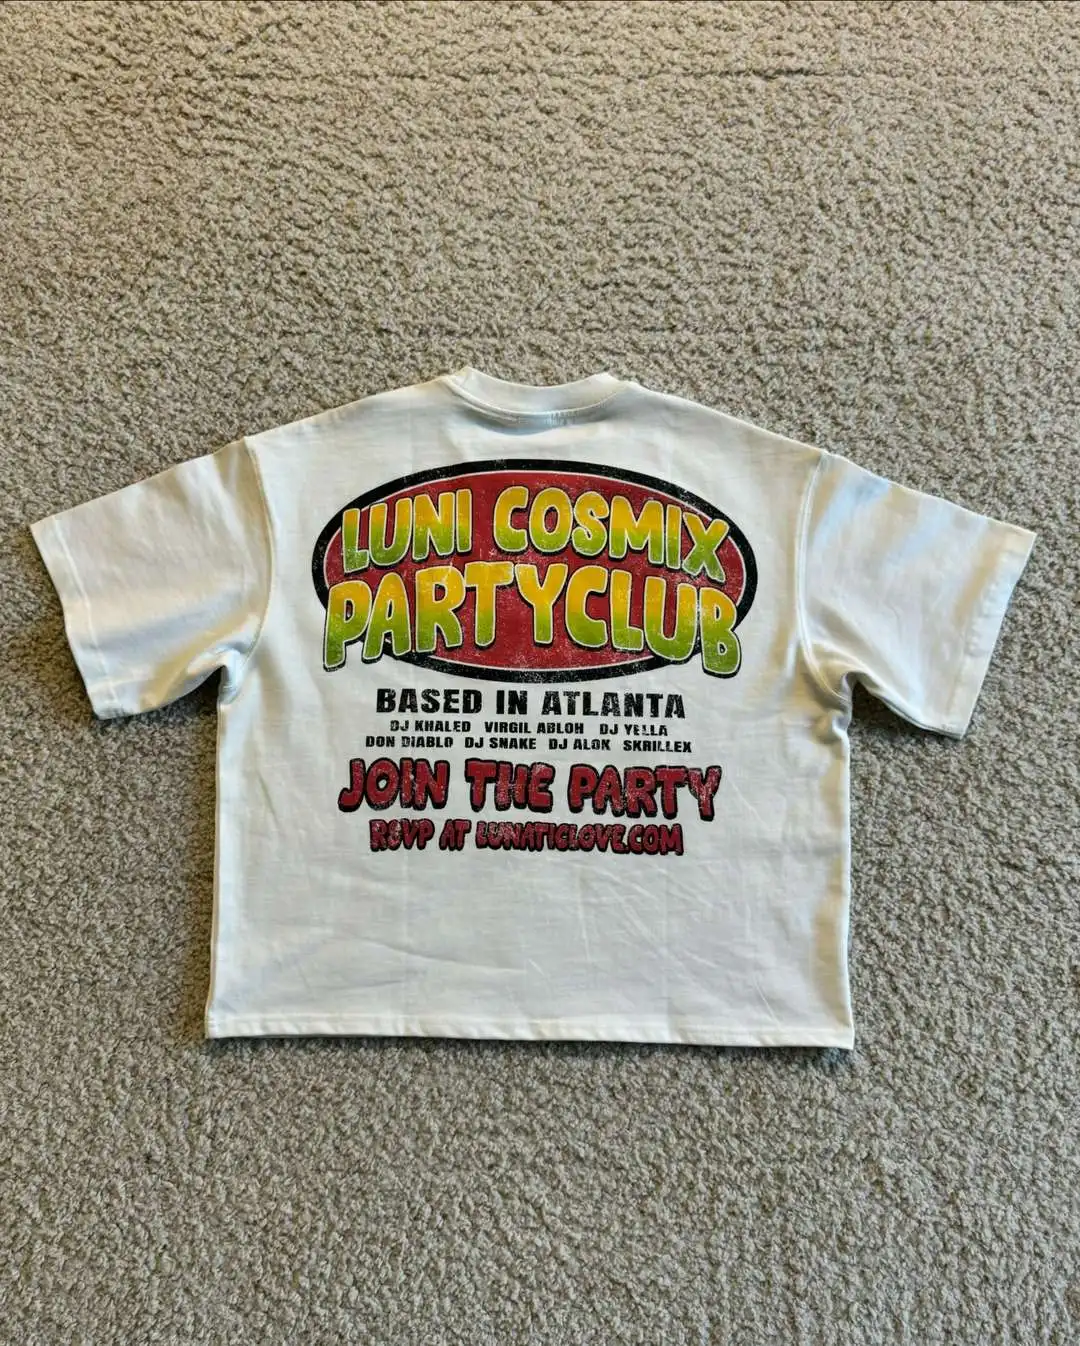 LUNI COSMIX
PARTYCLUB
BASED IN ATLANTA
DJ KHALED VIRGIL ABLOH DJ YELLA
DON DIABLO DJ SNAKE DJ ALOK SKRILLEX
JOIN THE PARTY
RSVP AT LUNATICLOVE.COM